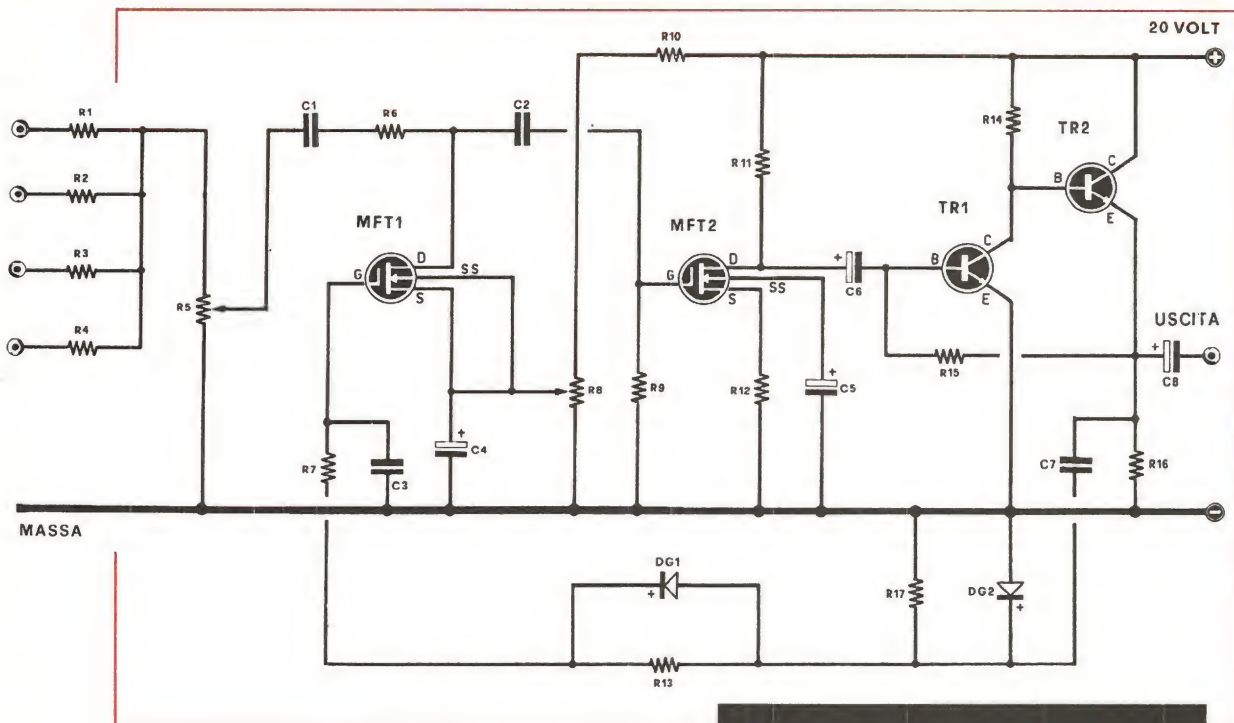 20 VOLT
R10
R1
C1
R6
C2
R14
TR2
C
B
E
R11
R2
MFT1
MFT2
TR1
C
B
E
D
SS
G
S
D
SS
G
S
+
C6
R3
R5
R8
R9
R12
R15
USCITA
+
C8
R4
+
C5
R7
C3
+
C4
C7
R16
MASSA
DG1
+
R17
DG2
+
R13